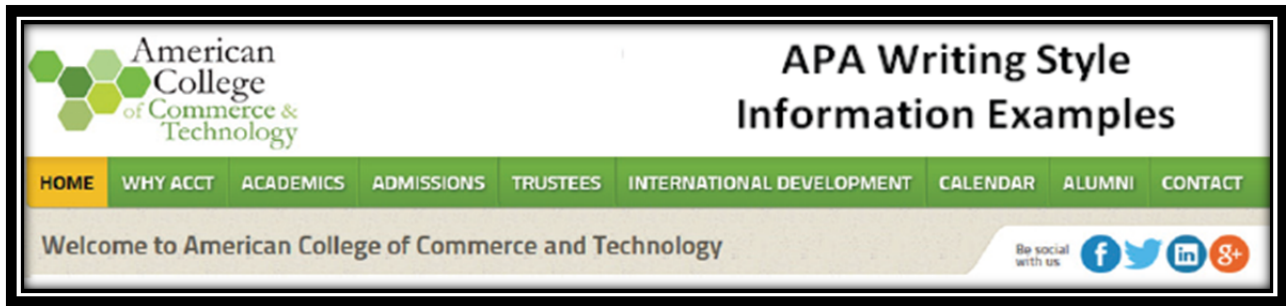 American
College
of Commerce &
Technology
APA Writing Style
Information Examples
HOME WHY ACCT ACADEMICS ADMISSIONS TRUSTEES INTERNATIONAL DEVELOPMENT CALENDAR ALUMNI CONTACT
Welcome to American College of Commerce and Technology
Be social
with us
f in g+